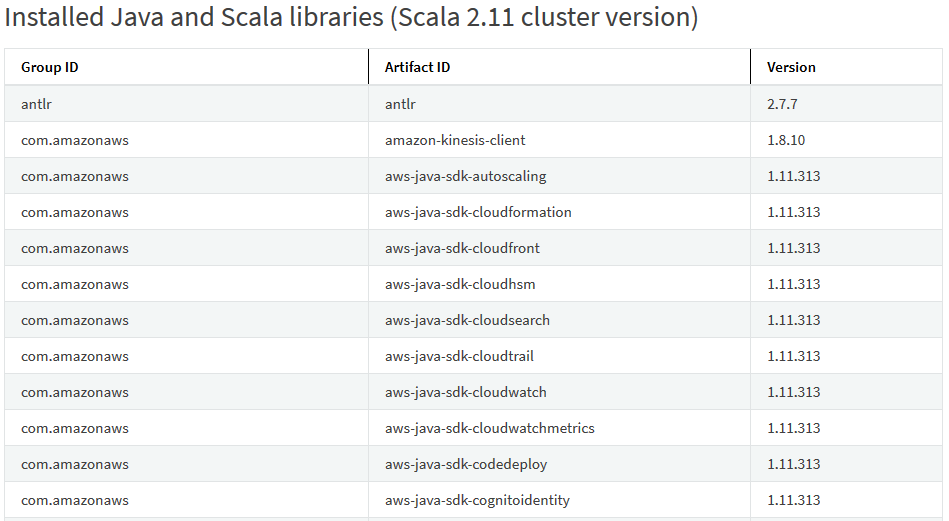 Installed Java and Scala libraries (Scala 2.11 cluster version)
Group ID Artifact ID Version
antlr antlr 2.7.7
com.amazonaws amazon-kinesis-client 1.8.10
com.amazonaws aws-java-sdk-autoscaling 1.11.313
com.amazonaws aws-java-sdk-cloudformation 1.11.313
com.amazonaws aws-java-sdk-cloudfront 1.11.313
com.amazonaws aws-java-sdk-cloudhsm 1.11.313
com.amazonaws aws-java-sdk-cloudsearch 1.11.313
com.amazonaws aws-java-sdk-cloudtrail 1.11.313
com.amazonaws aws-java-sdk-cloudwatch 1.11.313
com.amazonaws aws-java-sdk-cloudwatchmetrics 1.11.313
com.amazonaws aws-java-sdk-codedeploy 1.11.313
com.amazonaws aws-java-sdk-cognitoidentity 1.11.313